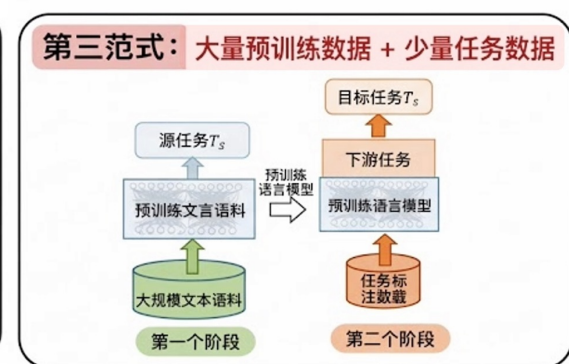 第三范式：大量预训练数据 + 少量任务数据
目标任务Tₛ
源任务Tₛ
下游任务
预训练
语言模型
预训练文言语料
预训练语言模型
大规模文本语料
任务标
注数载
第一个阶段
第二个阶段